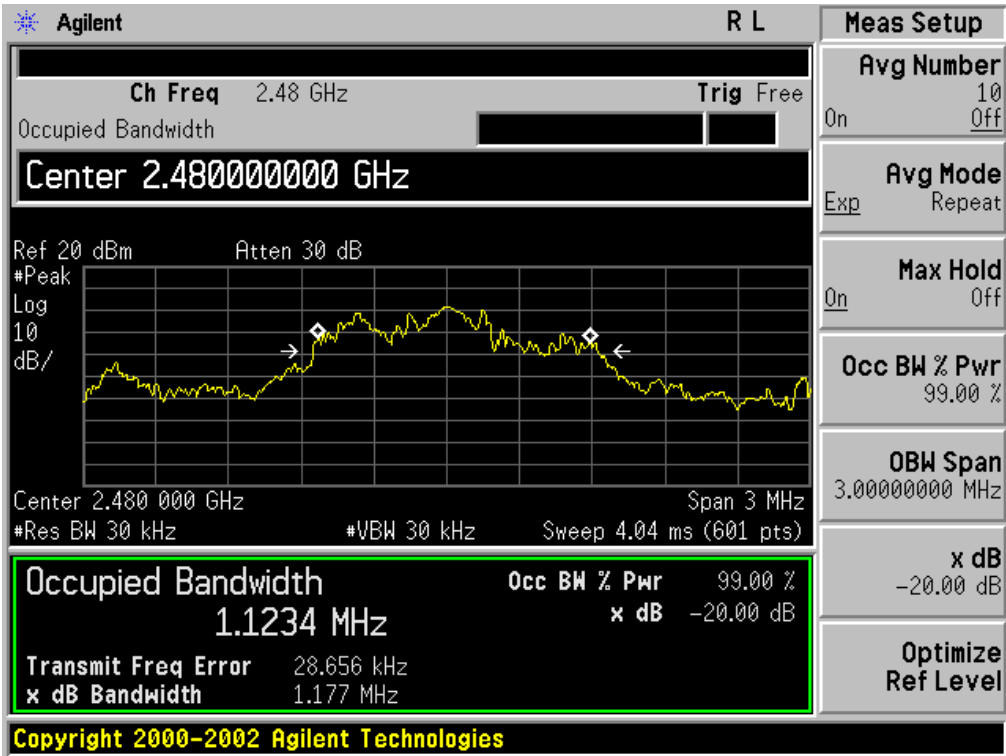 Agilent
R L
Meas Setup
Ch Freq 2.48 GHz
Trig Free
Occupied Bandwidth
Center 2.480000000 GHz
Ref 20 dBm
Atten 30 dB
#Peak
Log
10
dB/
Center 2.480 000 GHz
Span 3 MHz
#Res BW 30 kHz
#VBW 30 kHz
Sweep 4.04 ms (601 pts)
Occupied Bandwidth
1.1234 MHz
Occ BW % Pwr 99.00 %
x dB -20.00 dB
Transmit Freq Error 28.656 kHz
x dB Bandwidth 1.177 MHz
Avg Number
10
On Off
Avg Mode
Exp Repeat
Max Hold
On Off
Occ BW % Pwr
99.00 %
OBW Span
3.00000000 MHz
x dB
-20.00 dB
Optimize
Ref Level
Copyright 2000-2002 Agilent Technologies